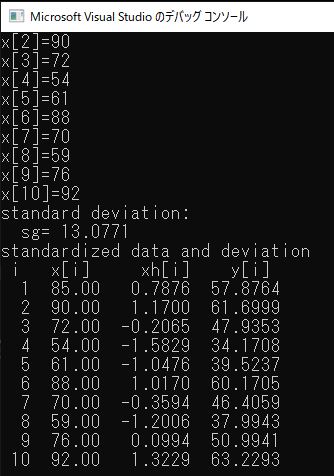 Microsoft Visual Studio のデバッグ コンソール
x[2]=90
x[3]=72
x[4]=54
x[5]=61
x[6]=88
x[7]=70
x[8]=59
x[9]=76
x[10]=92
standard deviation:
sg= 13.0771
standardized data and deviation
i x[i] xh[i] y[i]
1 85.00 0.7876 57.8764
2 90.00 1.1700 61.6999
3 72.00 -0.2065 47.9353
4 54.00 -1.5829 34.1708
5 61.00 -1.0476 39.5237
6 88.00 1.0170 60.1705
7 70.00 -0.3594 46.4059
8 59.00 -1.2006 37.9943
9 76.00 0.0994 50.9941
10 92.00 1.3229 63.2293